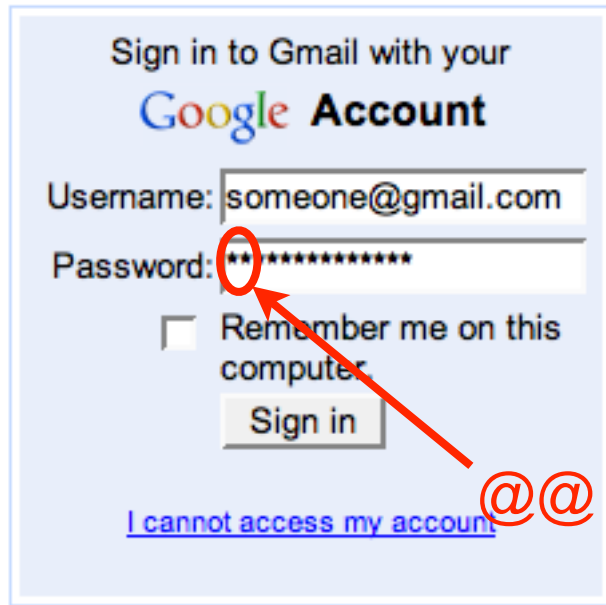 Sign in to Gmail with your
Google Account
Username: someone@gmail.com
Password: **************
Remember me on this
computer.
Sign in
@@
I cannot access my account